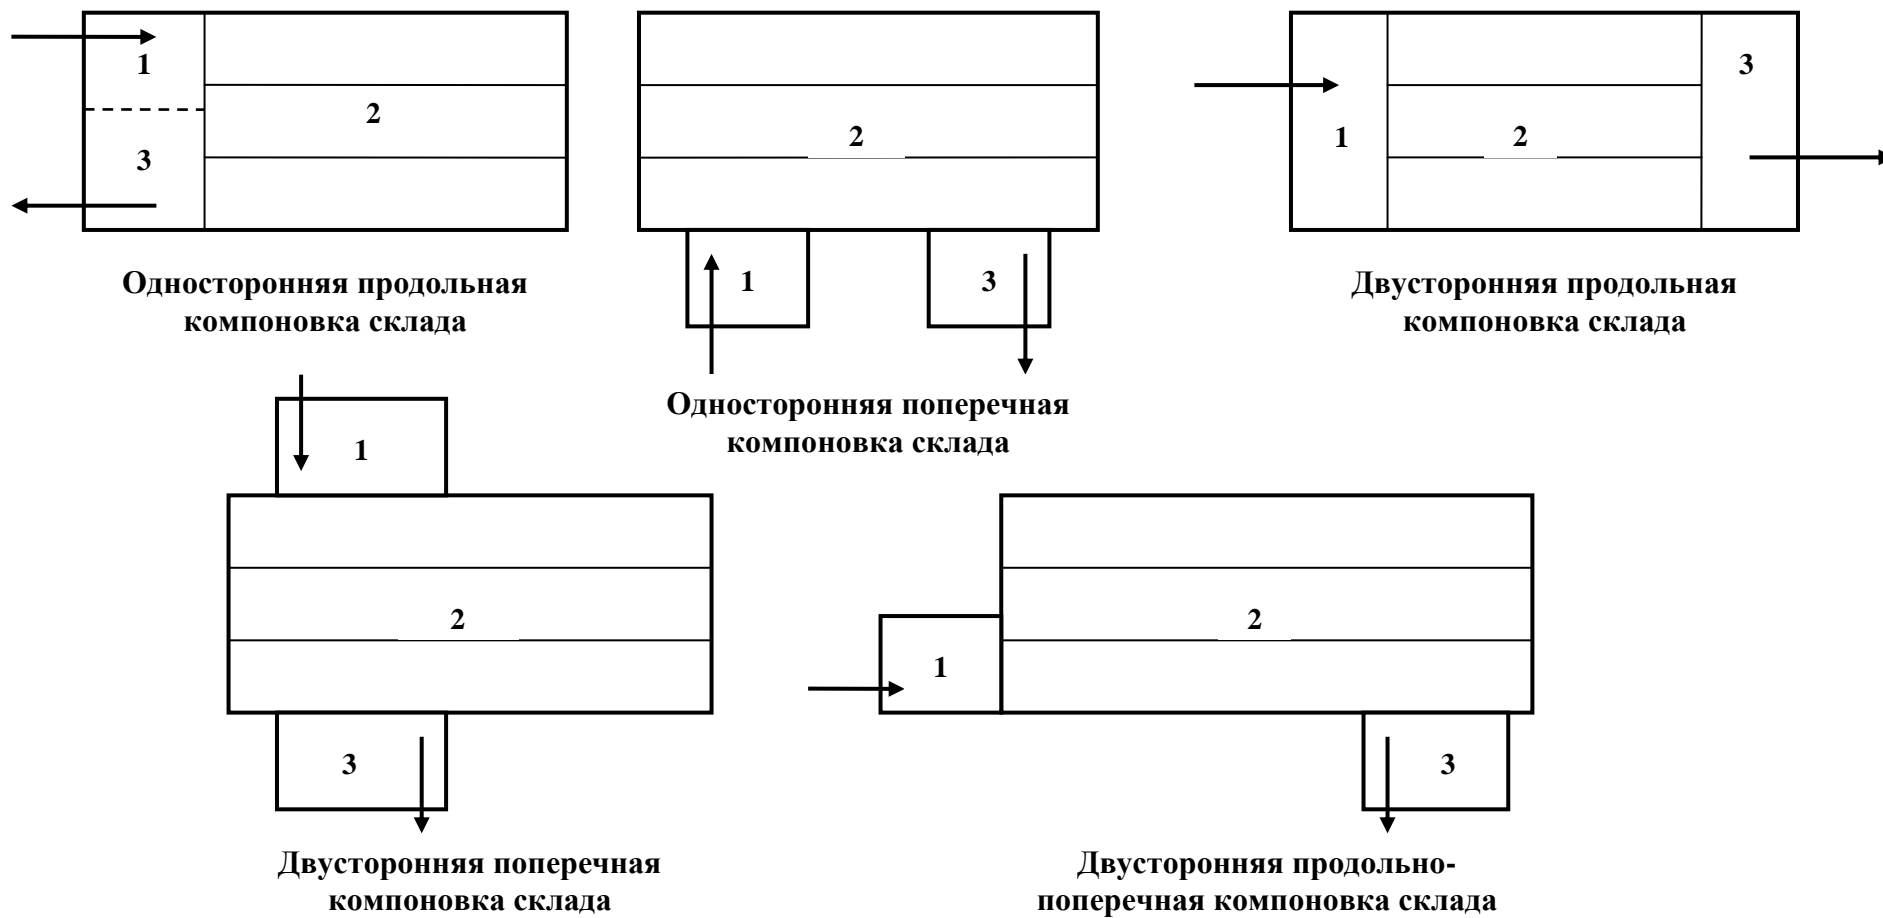 1
2
3
Односторонняя продольная
компоновка склада
2
1
3
Односторонняя поперечная
компоновка склада
3
1
2
Двусторонняя продольная
компоновка склада
1
2
3
Двусторонняя поперечная
компоновка склада
2
1
3
Двусторонняя продольно-
поперечная компоновка склада